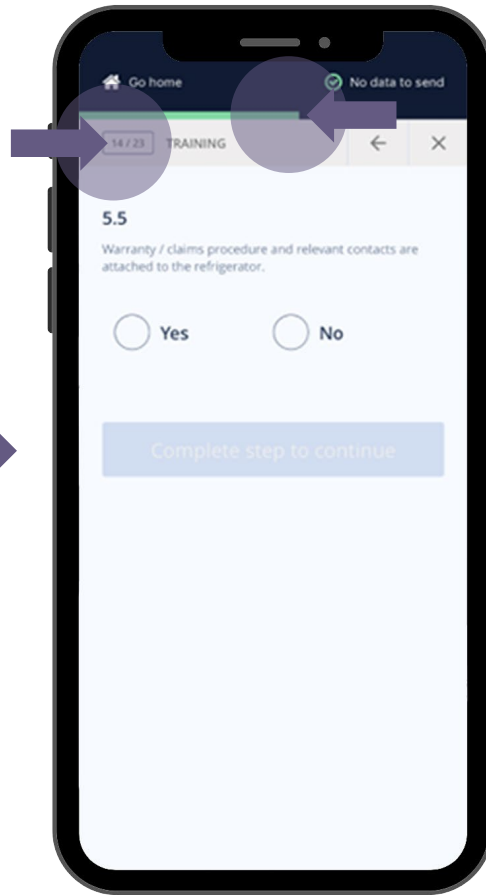 Go home
No data to send
14 / 23 TRAINING
5.5
Warranty / claims procedure and relevant contacts are
attached to the refrigerator.
Yes No
Complete step to continue